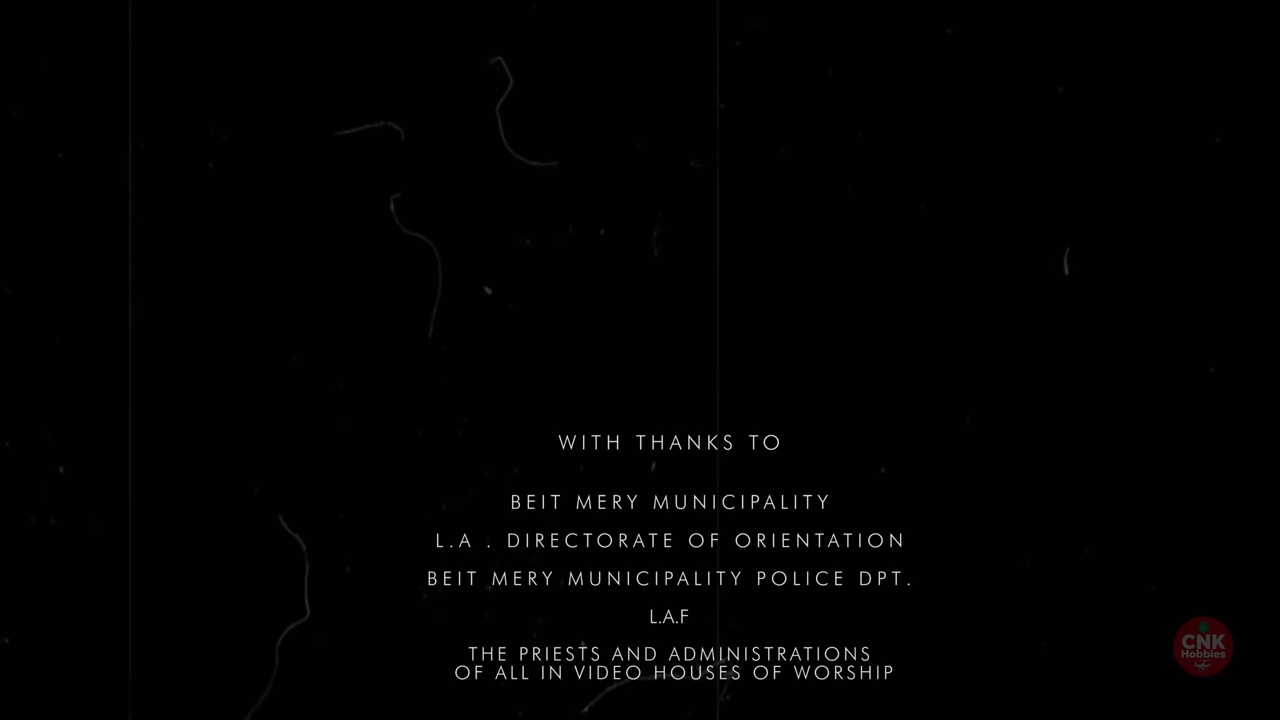 WITH THANKS TO
BEIT MERY MUNICIPALITY
L.A . DIRECTORATE OF ORIENTATION
BEIT MERY MUNICIPALITY POLICE DPT.
L.A.F
THE PRIESTS AND ADMINISTRATIONS
OF ALL IN VIDEO HOUSES OF WORSHIP
CNK
Hobbies